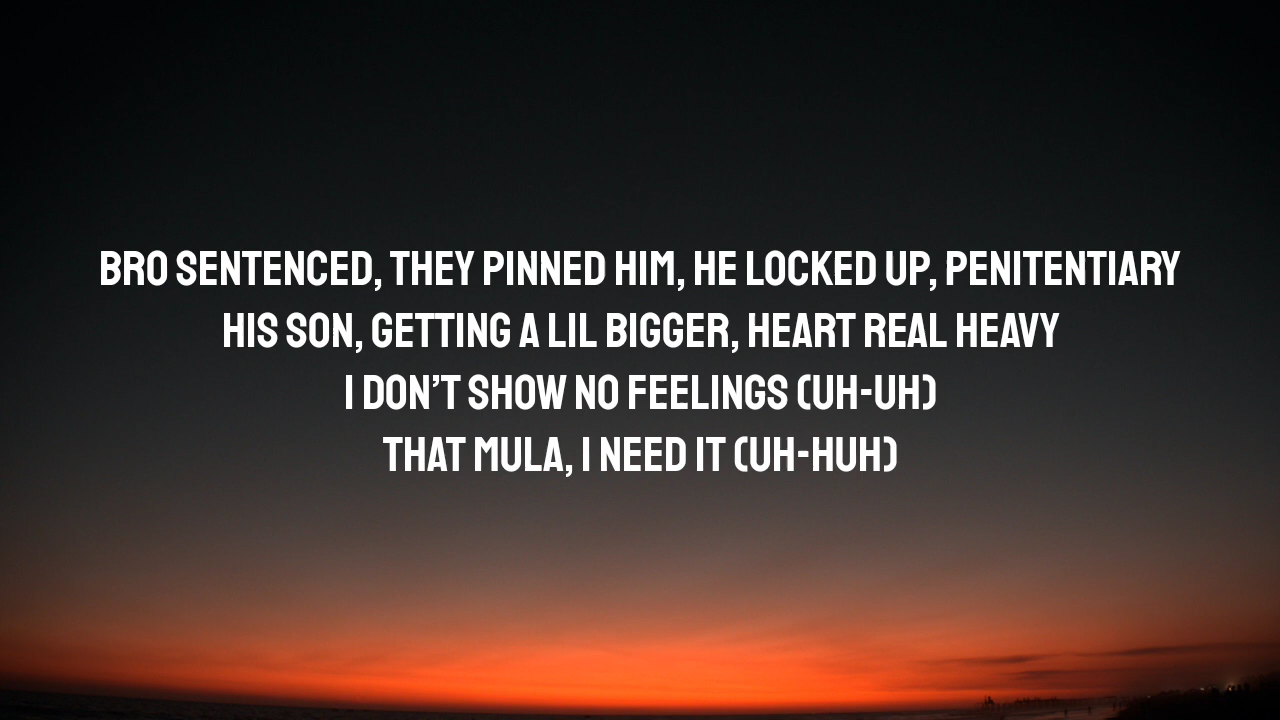 BRO SENTENCED, THEY PINNED HIM, HE LOCKED UP, PENITENTIARY
HIS SON, GETTING A LIL BIGGER, HEART REAL HEAVY
I DON’T SHOW NO FEELINGS (UH-UH)
THAT MULA, I NEED IT (UH-HUH)